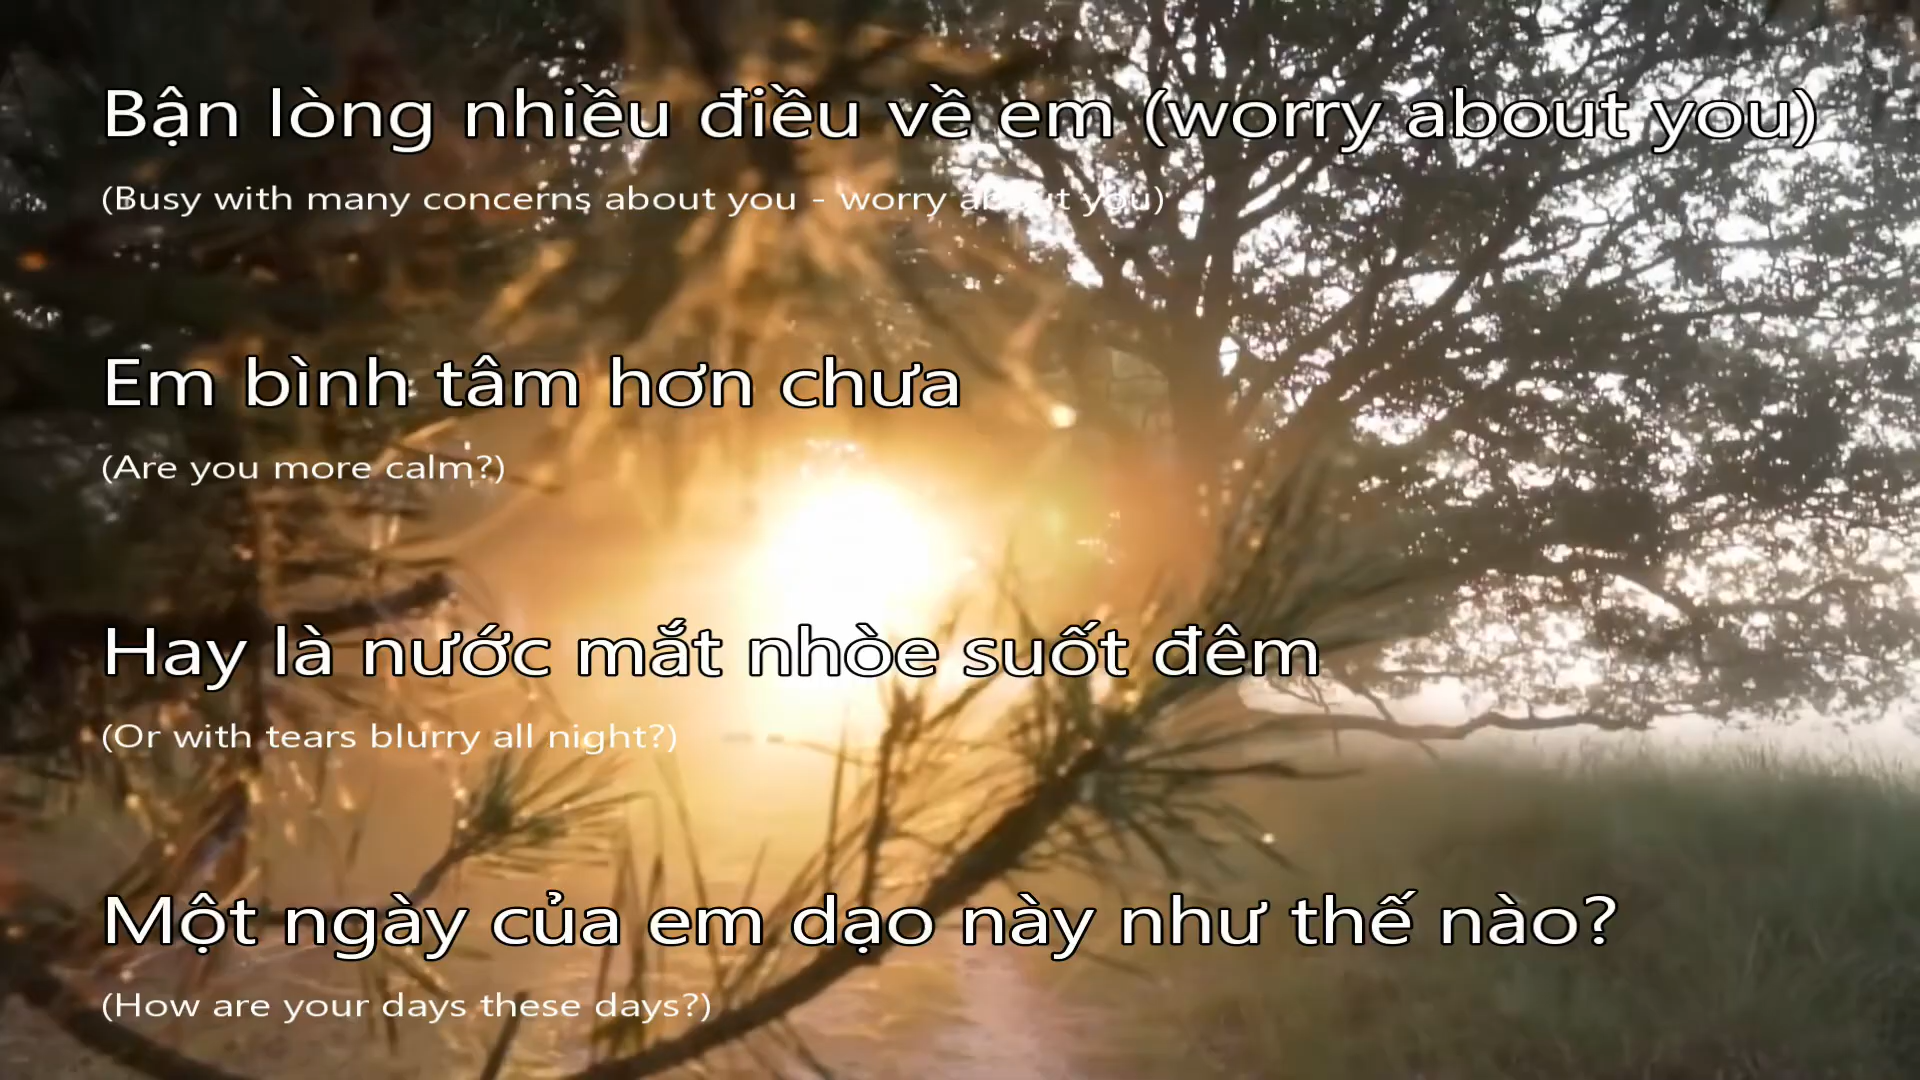 Bận lòng nhiều điều về em (worry about you)
(Busy with many concerns about you - worry about you)
Em bình tâm hơn chưa
(Are you more calm?)
Hay là nước mắt nhòe suốt đêm
(Or with tears blurry all night?)
Một ngày của em dạo này như thế nào?
(How are your days these days?)